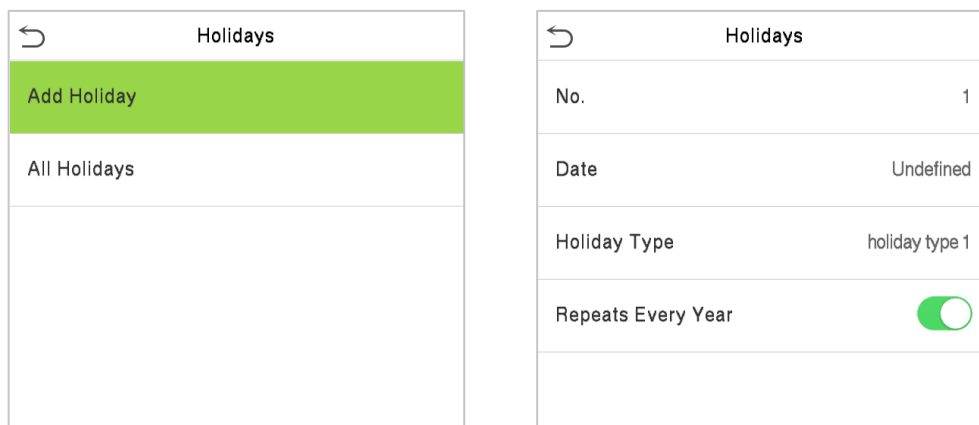 Holidays
Add Holiday
All Holidays
Holidays
No. 1
Date Undefined
Holiday Type holiday type 1
Repeats Every Year